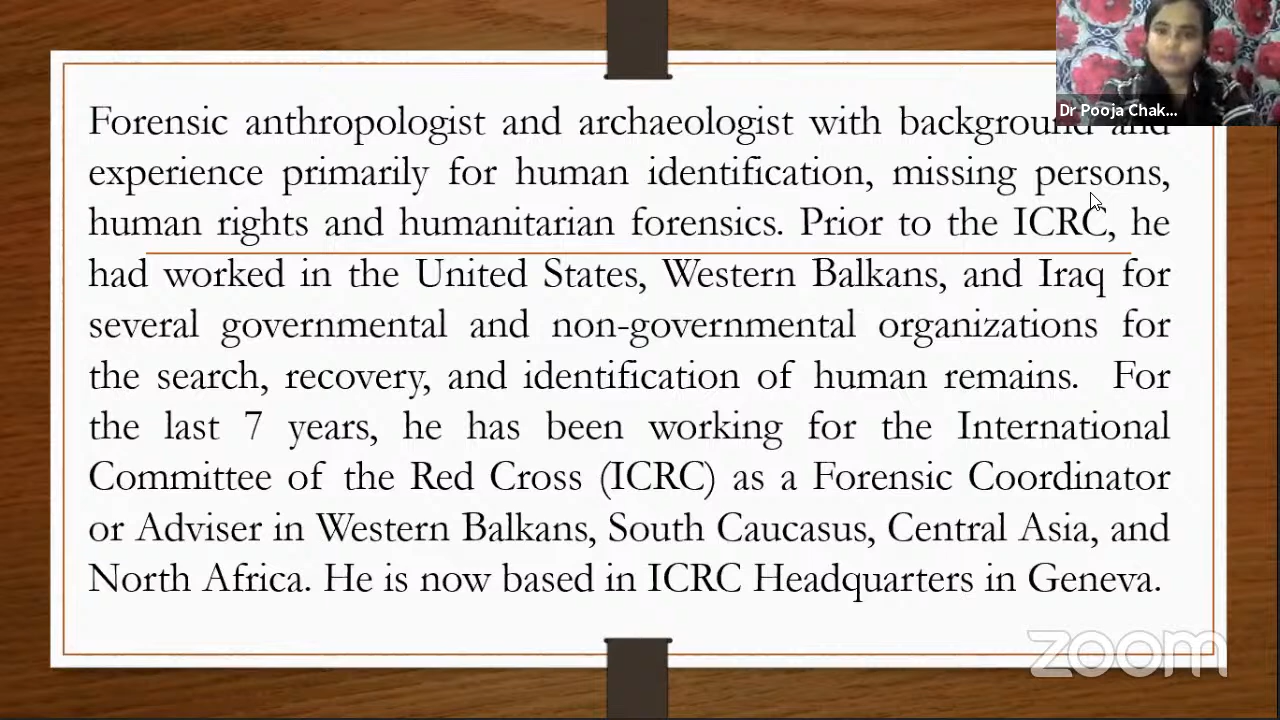 Dr Pooja Chak...
Forensic anthropologist and archaeologist with background and
experience primarily for human identification, missing persons,
human rights and humanitarian forensics. Prior to the ICRC, he
had worked in the United States, Western Balkans, and Iraq for
several governmental and non-governmental organizations for
the search, recovery, and identification of human remains. For
the last 7 years, he has been working for the International
Committee of the Red Cross (ICRC) as a Forensic Coordinator
or Adviser in Western Balkans, South Caucasus, Central Asia, and
North Africa. He is now based in ICRC Headquarters in Geneva.
zoom